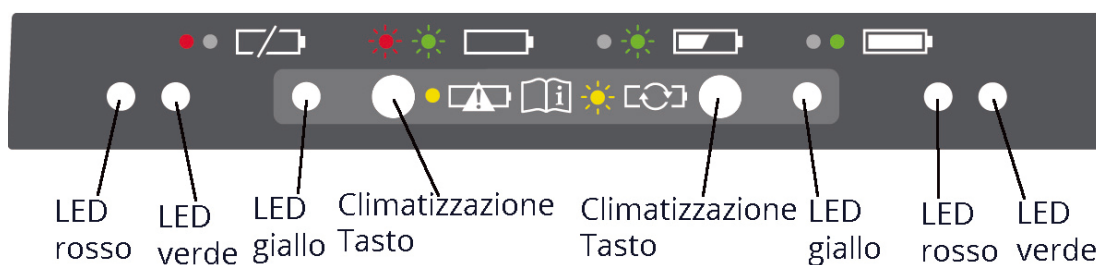 i
LED rosso
LED verde
LED giallo
Climatizzazione Tasto
Climatizzazione Tasto
LED giallo
LED rosso
LED verde